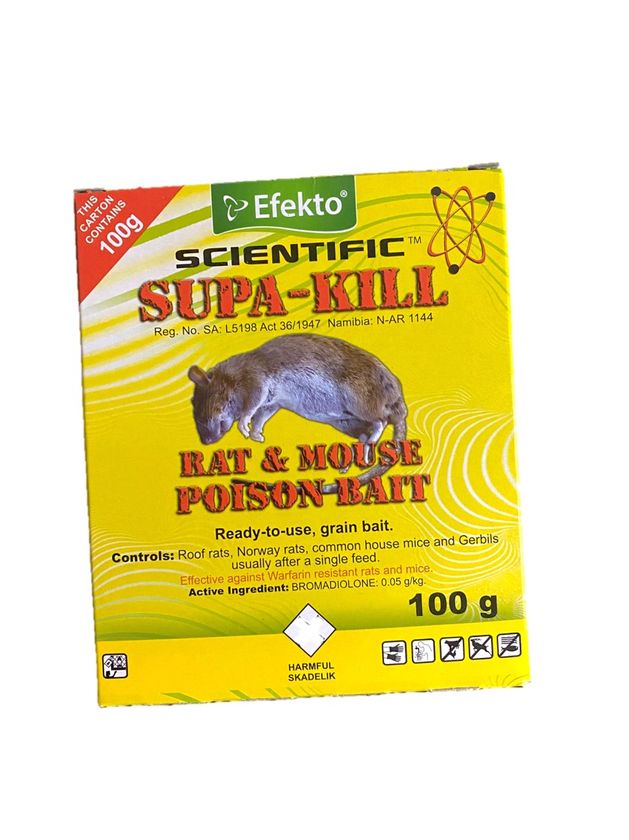 THIS
CARTON
CONTAINS
100g
Efekto®
SCIENTIFIC™
SUPA-KILL
Reg. No. SA: L5198 Act 36/1947 Namibia: N-AR 1144
RAT & MOUSE
POISON BAIT
Ready-to-use, grain bait.
Controls: Roof rats, Norway rats, common house mice and Gerbils
usually after a single feed.
Effective against Warfarin resistant rats and mice.
Active Ingredient: BROMADIOLONE: 0.05 g/kg.
100 g
HARMFUL
SKADELIK